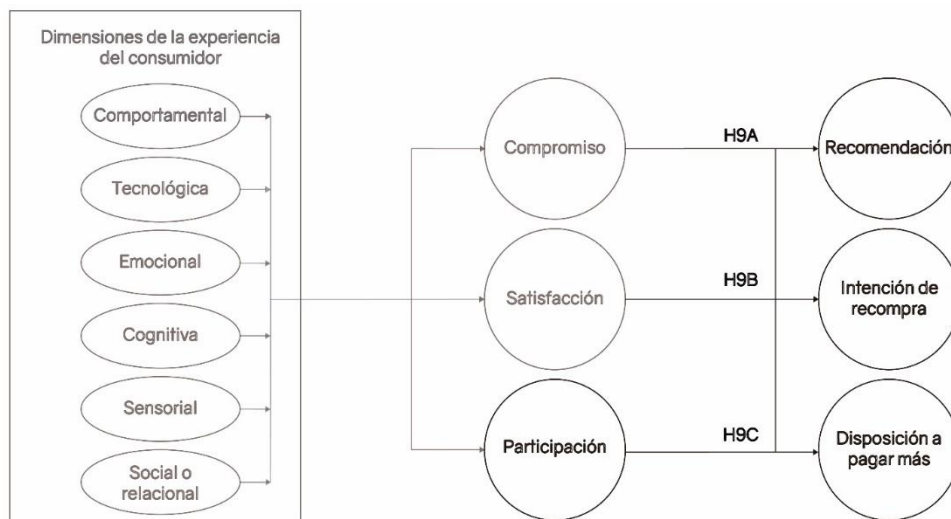 Dimensiones de la experiencia
del consumidor
Comportamental
Tecnológica
Emocional
Cognitiva
Sensorial
Social o
relacional
Compromiso
Satisfacción
Participación
H9A
H9B
H9C
Recomendación
Intención de
recompra
Disposición a
pagar más